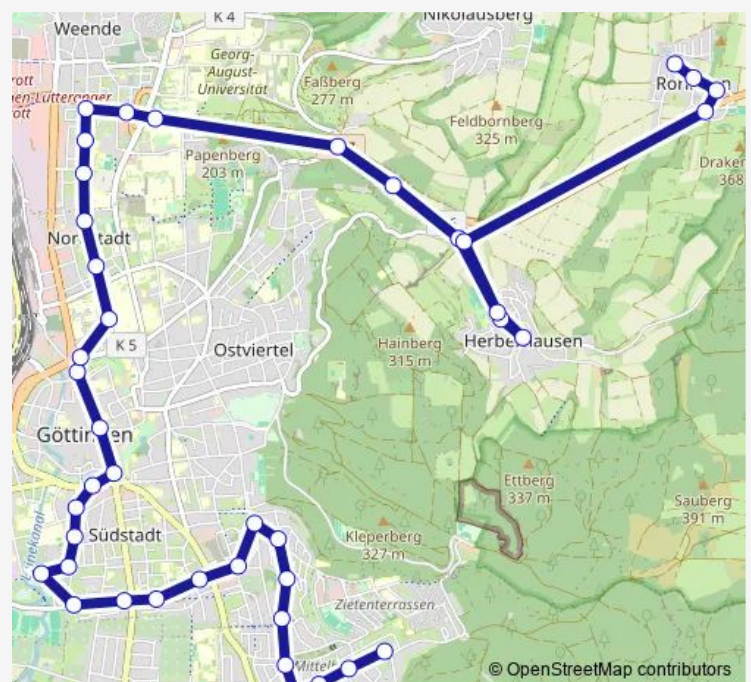 K 4
Nikolausberg
Weende
Georg-
August-
Universität
Faßberg
277 m
Feldbornberg
325 m
Papenberg
203 m
Draker
368
K 5
Ostviertel
Hainberg
315 m
Göttingen
Ettberg
337 m
Sauberg
391 m
Südstadt
Kleperberg
327 m
Zietenterrassen
© OpenStreetMap contributors